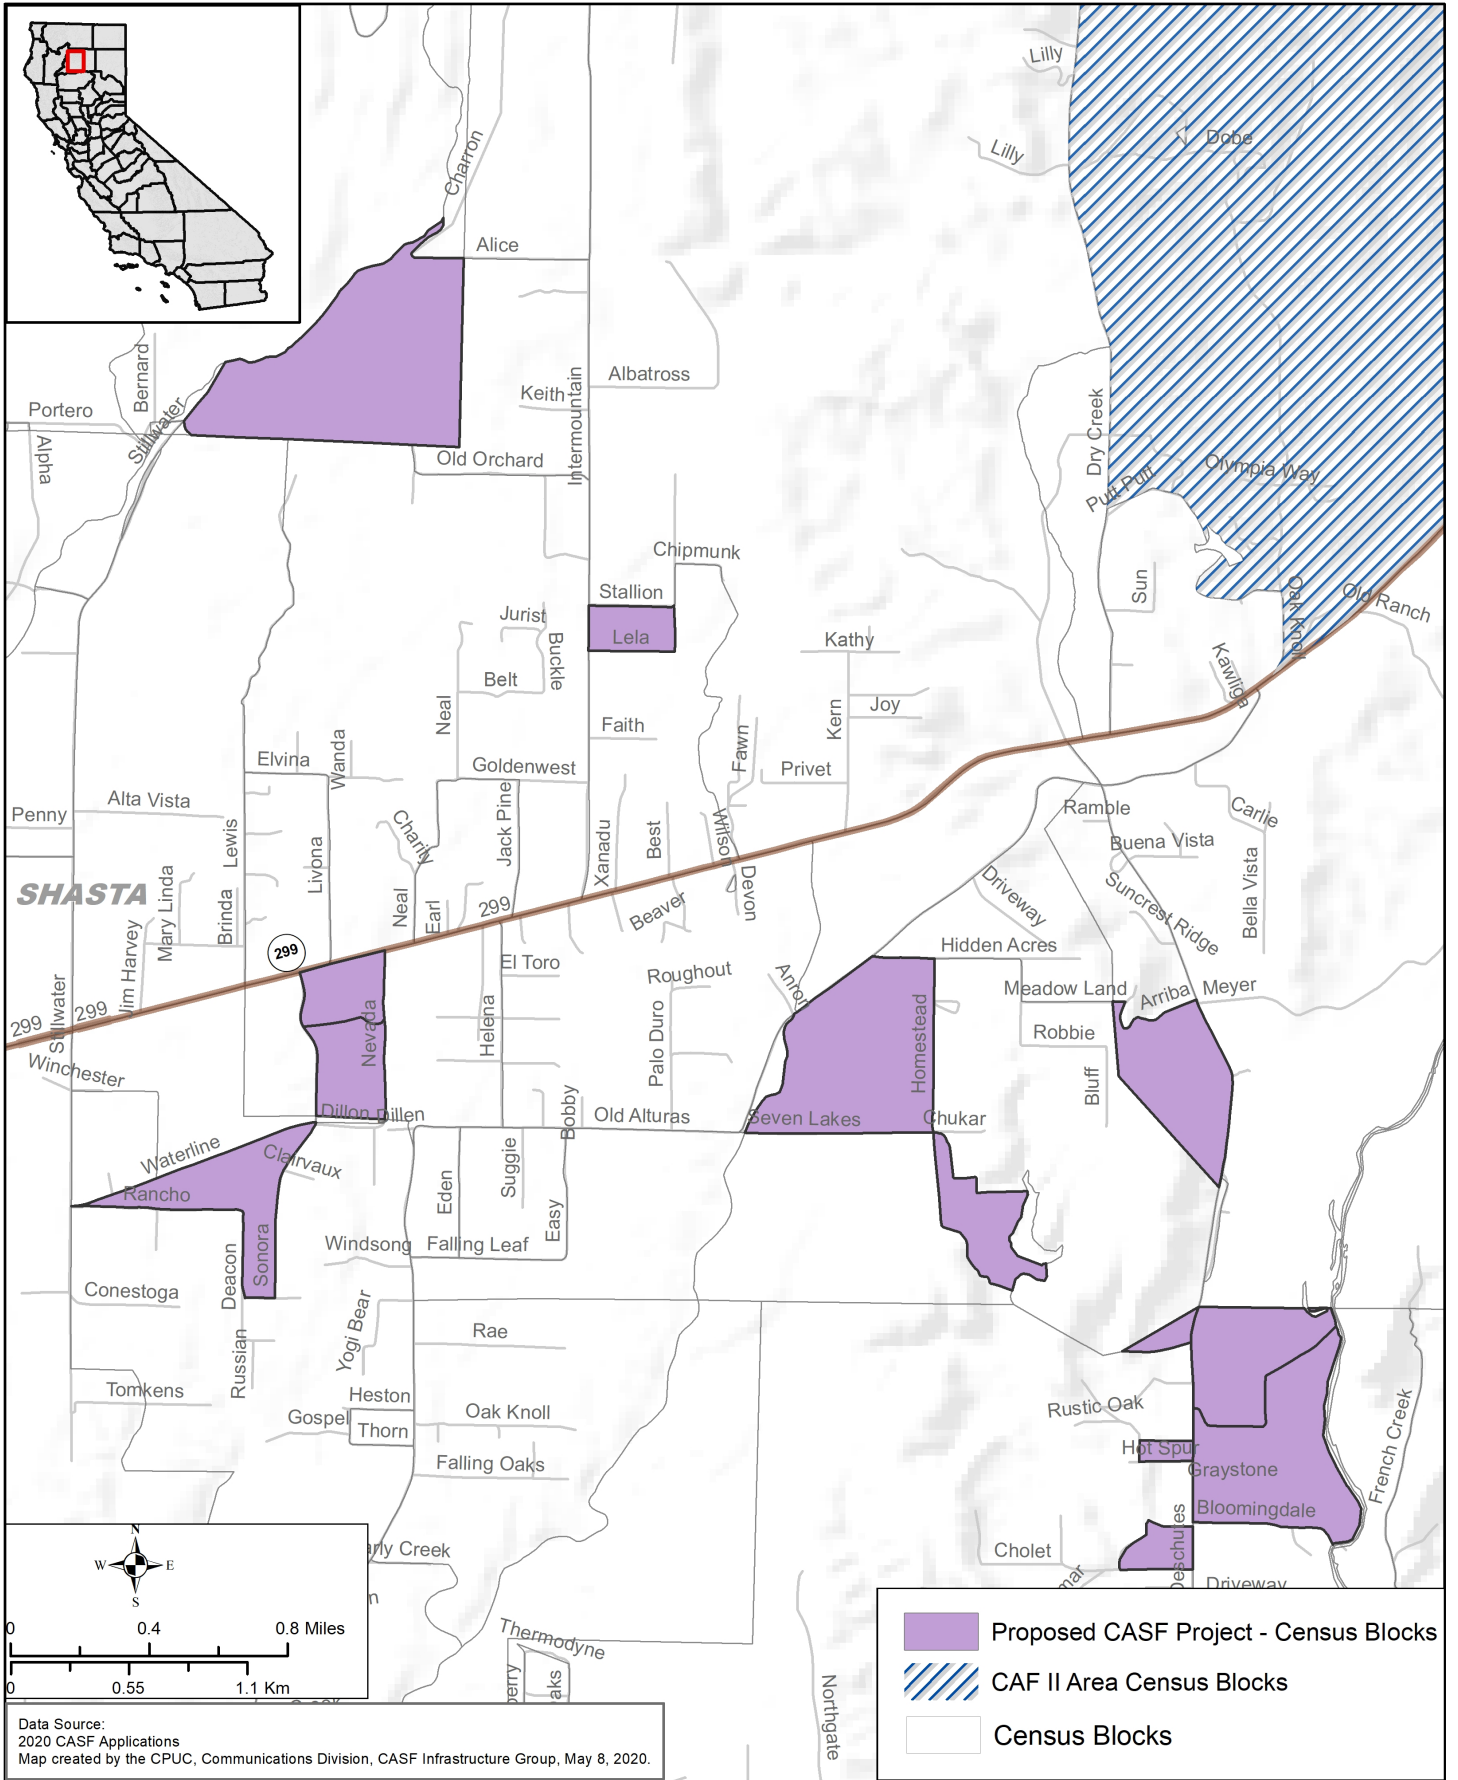 Lilly
Lilly
Dobe
Charron
Alice
Bernard
Portero
Stillwater
Alpha
Keith
Intermountain
Albatross
Old Orchard
Dry Creek
Putt Putt
Olympia Way
Chipmunk
Stallion
Lela
Jurist
Buckle
Belt
Neal
Faith
Kathy
Joy
Kern
Sun
Oak Knoll
Old Ranch
Kawliga
Elvina
Wanda
Goldenwest
Fawn
Privet
Penny
Alta Vista
Lewis
Livona
Charity
Jack Pine
Xanadu
Best
Wilson
Devon
Ramble
Carlie
Buena Vista
Bella Vista
Suncrest Ridge
Driveway
SHASTA
Mary Linda
Brinda
Jim Harvey
Neal
Earl
299
Beaver
299
Hidden Acres
El Toro
Roughout
Anron
Meadow Land
Arriba
Meyer
Stillwater
299
299
Nevada
Helena
Palo Duro
Homestead
Robbie
Bluff
Winchester
Dillon
Dillen
Bobby
Old Alturas
Seven Lakes
Chukar
Waterline
Clairvaux
Rancho
Eden
Suggie
Easy
Sonora
Deacon
Windsong
Falling Leaf
Conestoga
Yogi Bear
Rae
Russian
Tomkens
Heston
Gospel
Thorn
Oak Knoll
Falling Oaks
Rustic Oak
Hot Spur
Graystone
Bloomingdale
French Creek
Cholet
Deschutes
Driveway
mar
arly Creek
n
Thermodyne
perry
aks
Northgate
N
W
E
S
0 0.4 0.8 Miles
0 0.55 1.1 Km
Data Source:
2020 CASF Applications
Map created by the CPUC, Communications Division, CASF Infrastructure Group, May 8, 2020.
Proposed CASF Project - Census Blocks
CAF II Area Census Blocks
Census Blocks